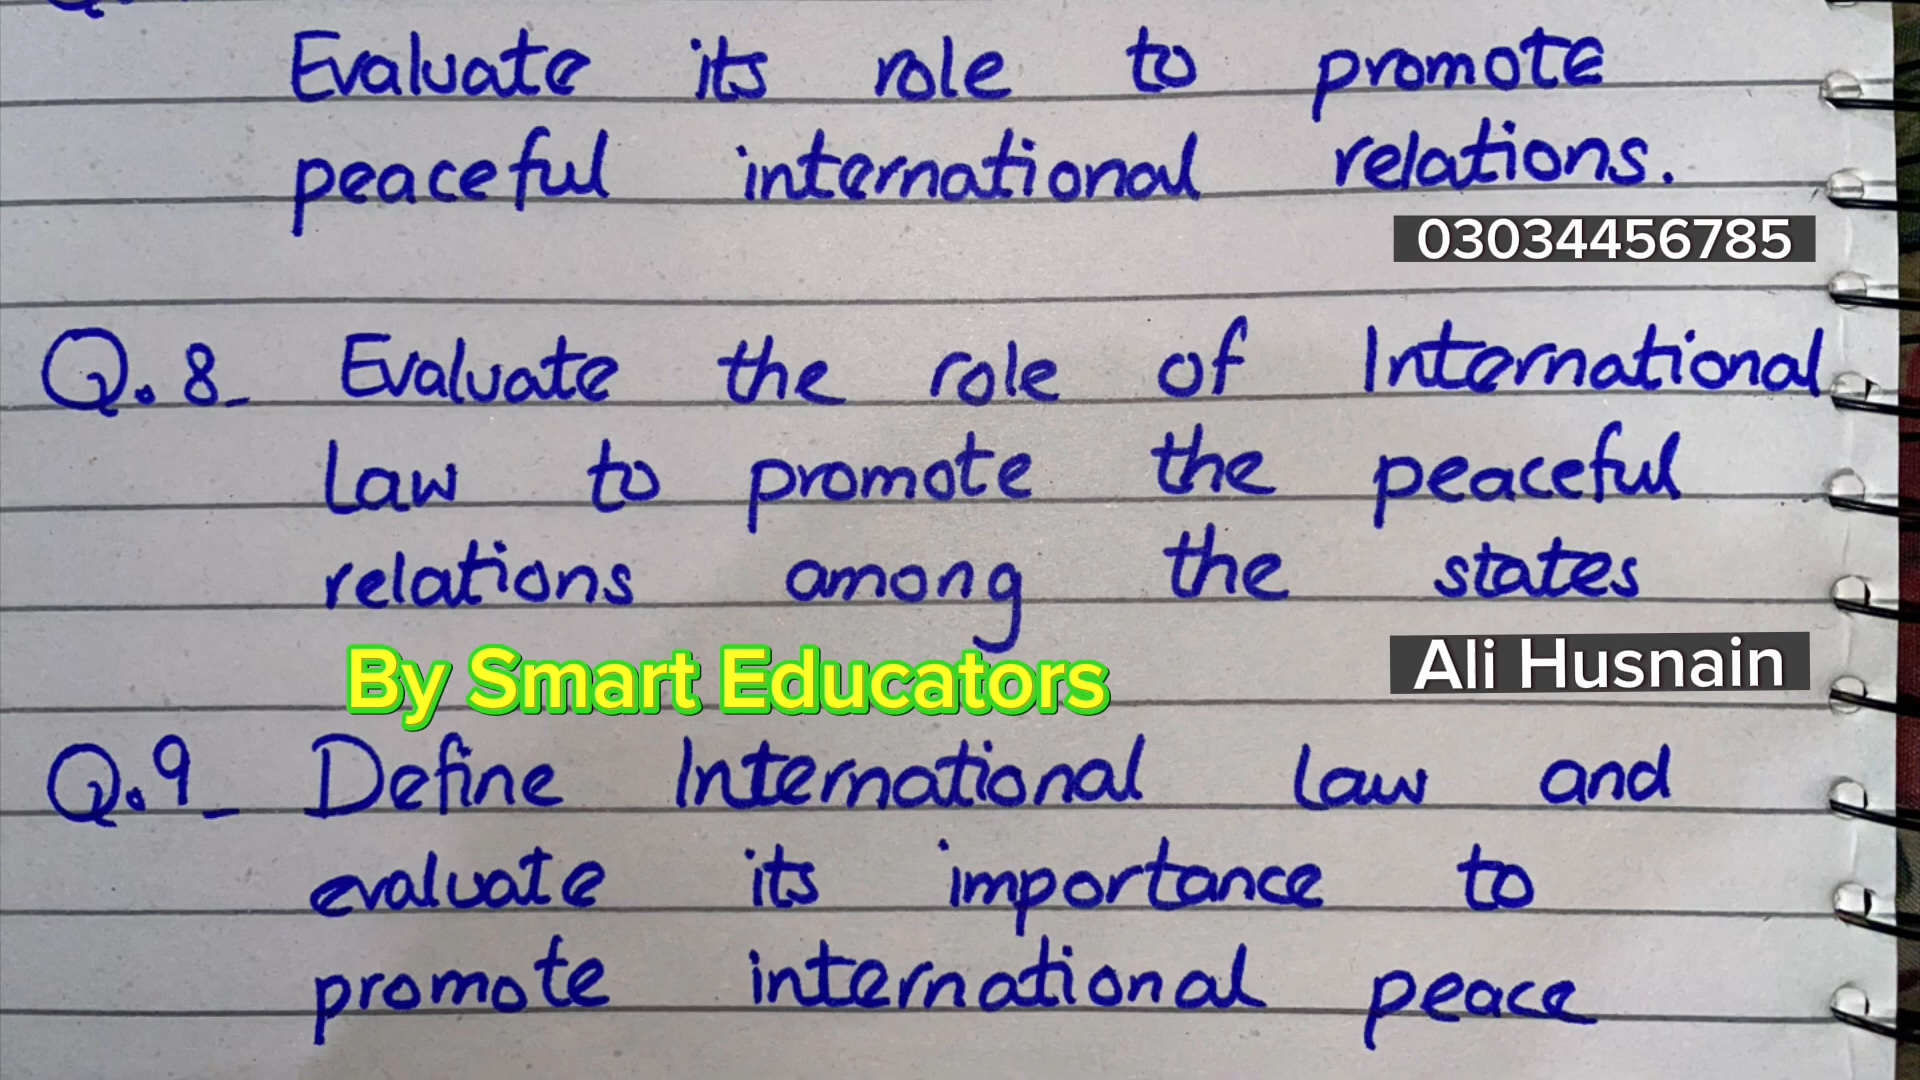 Evaluate its role to promote
peaceful international relations.
03034456785
Q.8_ Evaluate the role of International
law to promote the peaceful
relations among the states
By Smart Educators
Ali Husnain
Q.9_ Define International law and
evaluate its importance to
promote international peace